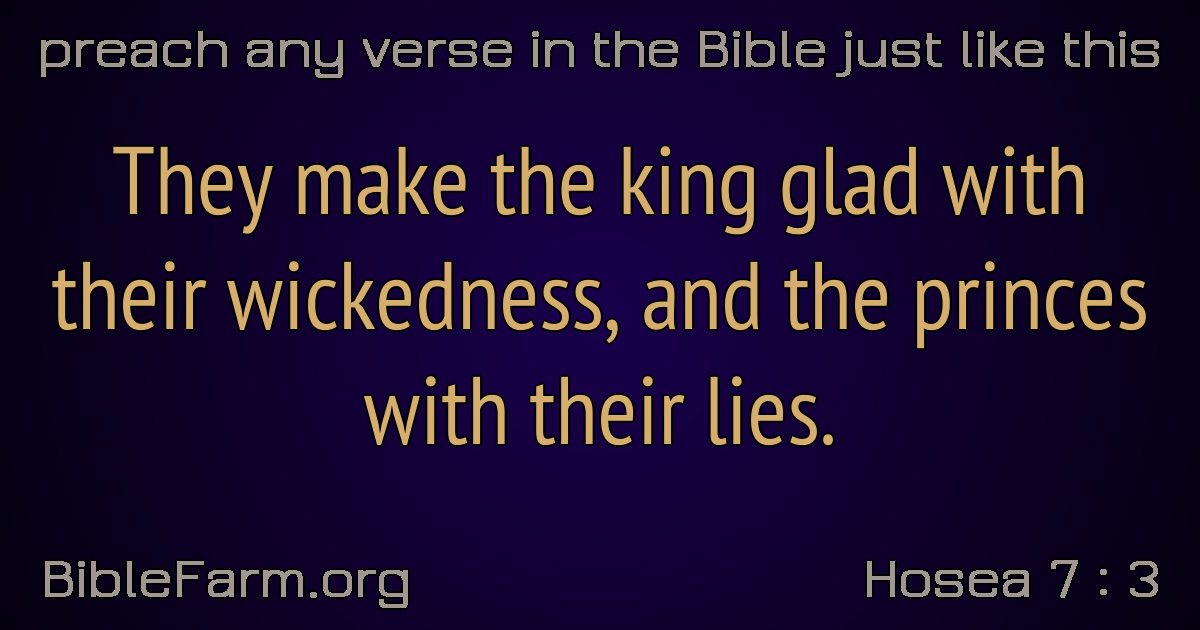 preach any verse in the Bible just like this
They make the king glad with
their wickedness, and the princes
with their lies.
BibleFarm.org
Hosea 7 : 3